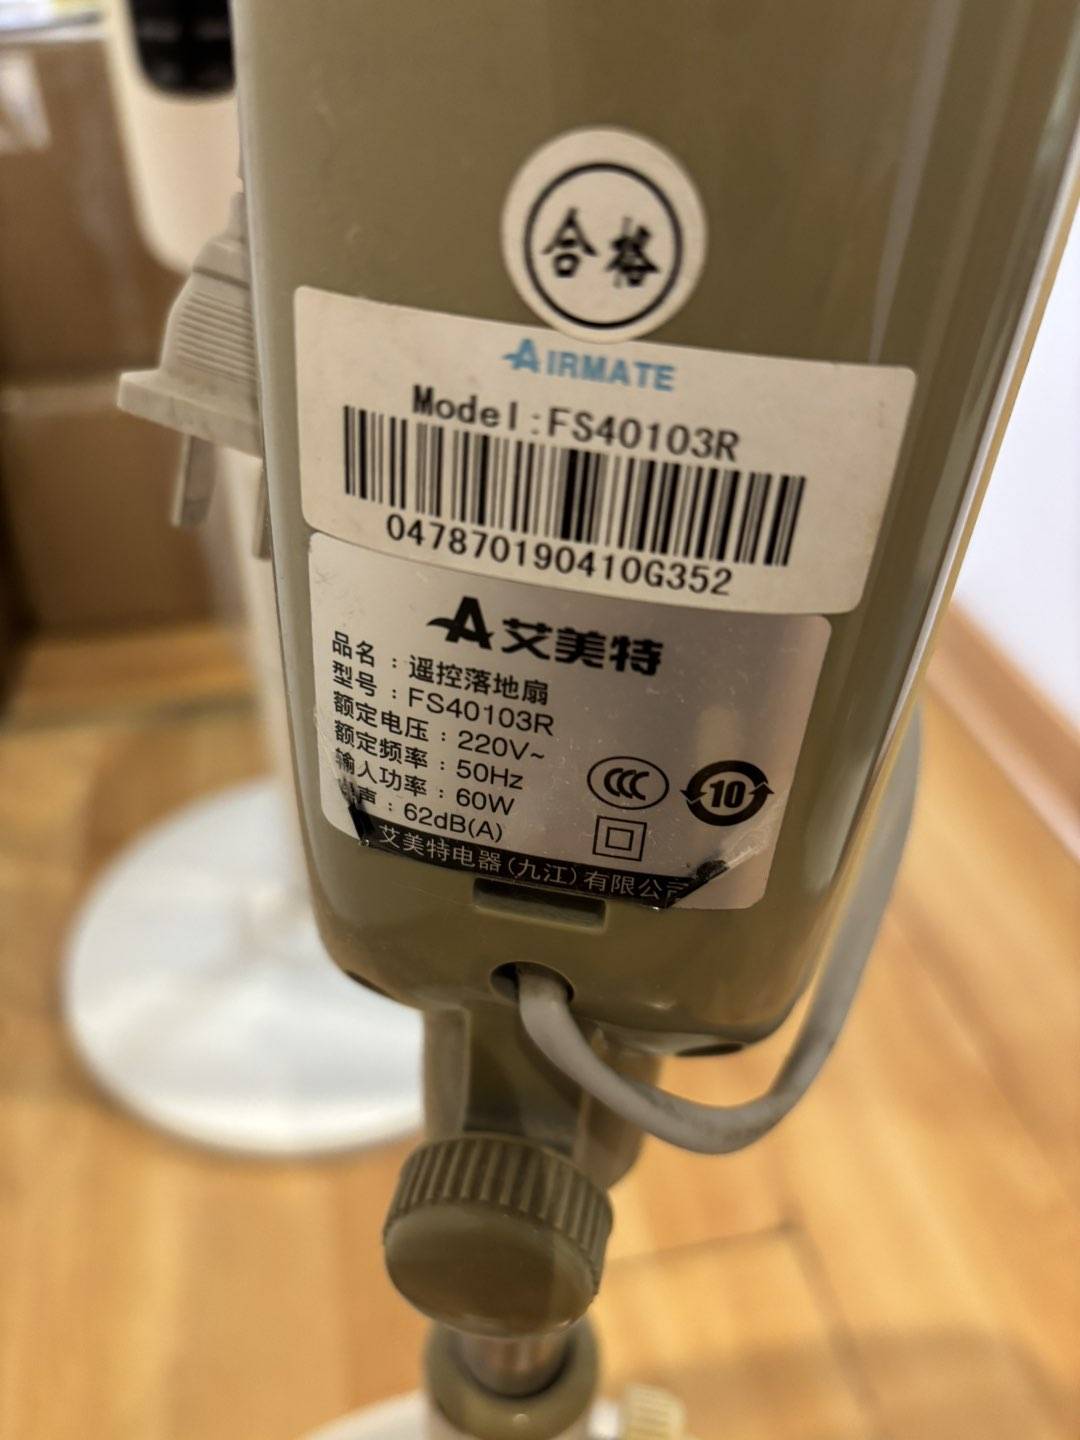 合格
AIRMATE
Model:FS40103R
047870190410G352
艾美特
品名：遥控落地扇
型号：FS40103R
额定电压：220V~
额定频率：50Hz
输入功率：60W
声：62dB(A)
CCC
10
艾美特电器(九江)有限公司